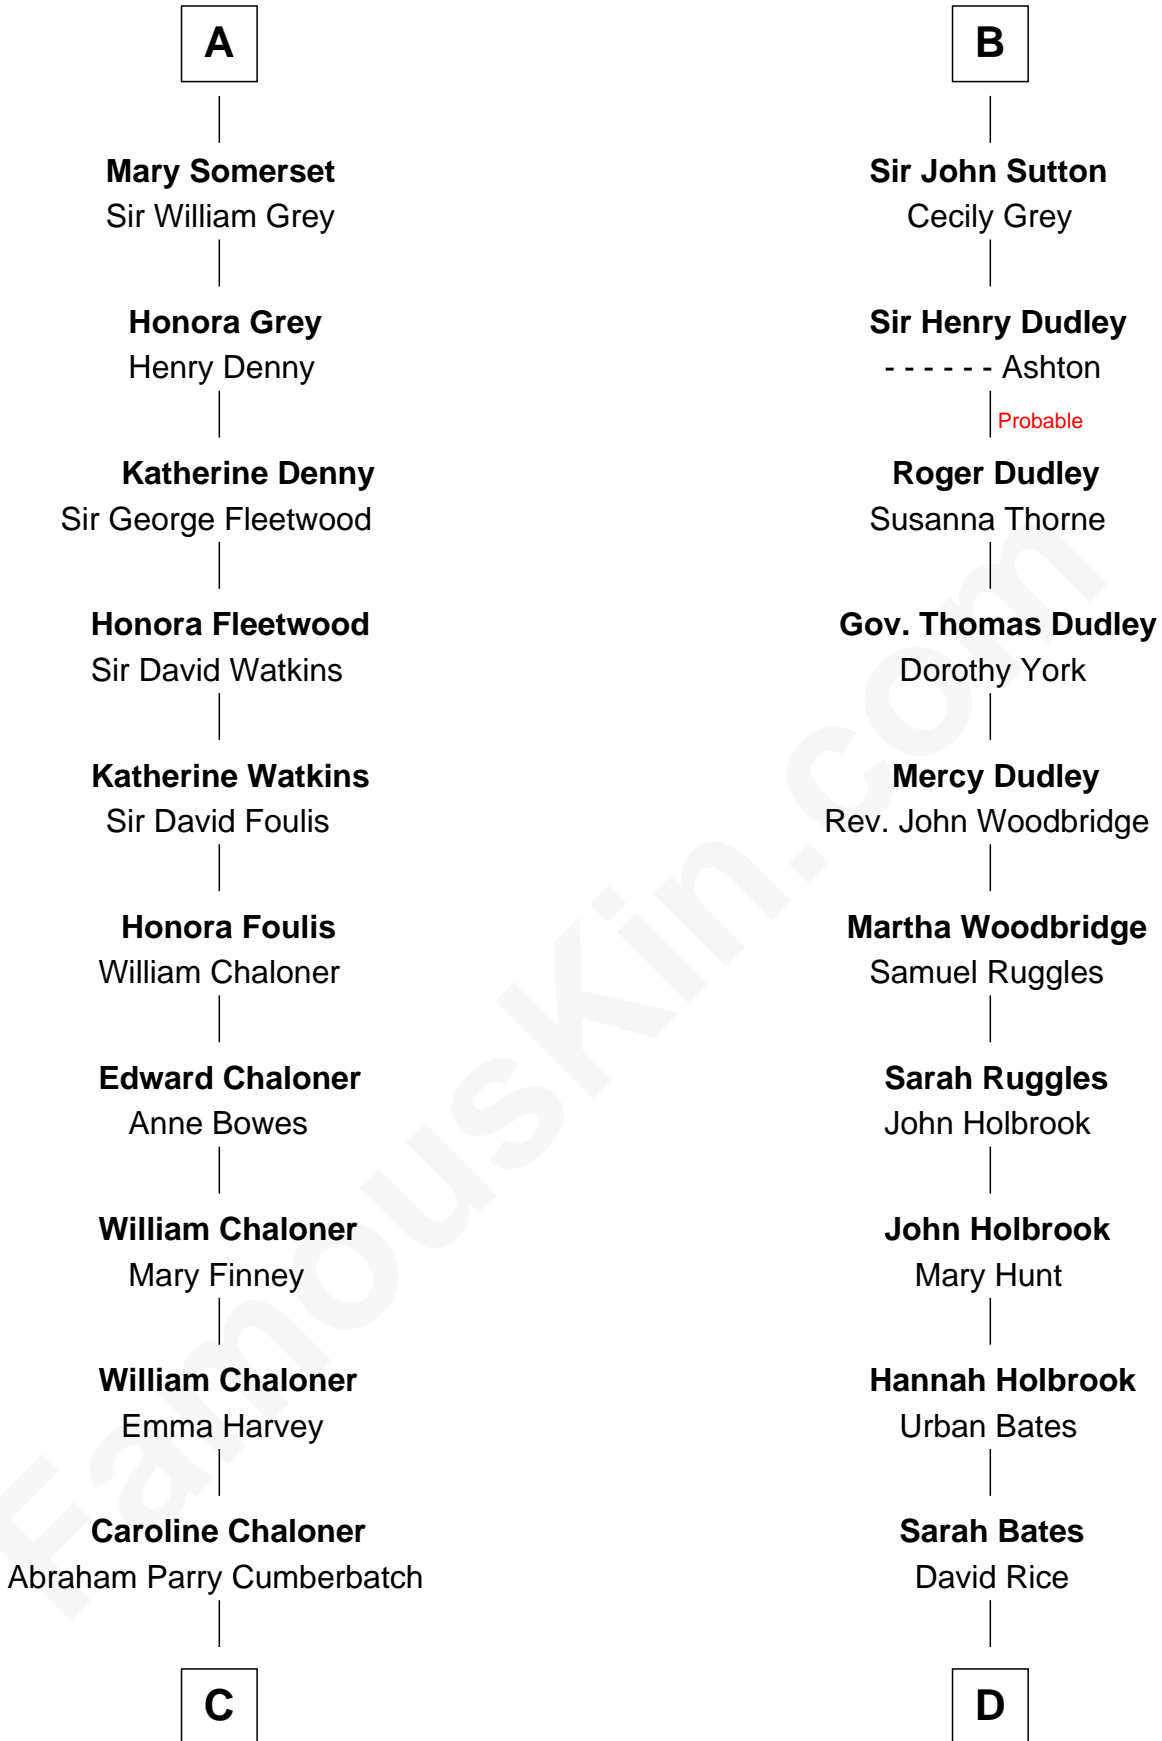 A
Mary Somerset
Sir William Grey
Honora Grey
Henry Denny
Katherine Denny
Sir George Fleetwood
Honora Fleetwood
Sir David Watkins
Katherine Watkins
Sir David Foulis
Honora Foulis
William Chaloner
Edward Chaloner
Anne Bowes
William Chaloner
Mary Finney
William Chaloner
Emma Harvey
Caroline Chaloner
Abraham Parry Cumberbatch
C
B
Sir John Sutton
Cecily Grey
Sir Henry Dudley
- - - - - - Ashton
Probable
Roger Dudley
Susanna Thorne
Gov. Thomas Dudley
Dorothy York
Mercy Dudley
Rev. John Woodbridge
Martha Woodbridge
Samuel Ruggles
Sarah Ruggles
John Holbrook
John Holbrook
Mary Hunt
Hannah Holbrook
Urban Bates
Sarah Bates
David Rice
D
FamousKin.com